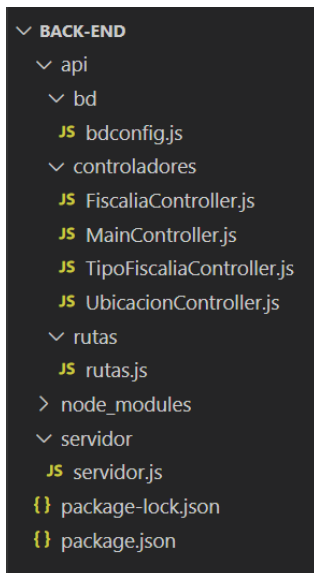 BACK-END
api
bd
JS bdconfig.js
controladores
JS FiscaliaController.js
JS MainController.js
JS TipoFiscaliaController.js
JS UbicacionController.js
rutas
JS rutas.js
node_modules
servidor
JS servidor.js
{} package-lock.json
{} package.json